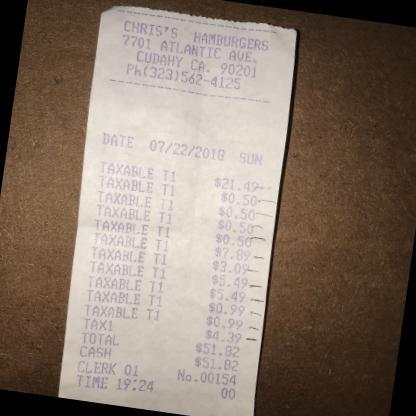 CHRIS'S HAMBURGERS
7701 ATLANTIC AVE.
CUDAHY CA. 90201
Ph(323)562-4125
DATE 07/22/2018 SUN
TAXABLE T1 $21.49
TAXABLE T1 $0.50
TAXABLE T1 $0.50
TAXABLE T1 $0.50
TAXABLE T1 $0.50
TAXABLE T1 $7.89
TAXABLE T1 $3.09
TAXABLE T1 $5.49
TAXABLE T1 $5.49
TAXABLE T1 $0.99
TAXABLE T1 $0.99
TAX1 $4.39
TOTAL $51.82
CASH $51.82
CLERK 01 No.00154
TIME 19:24 00